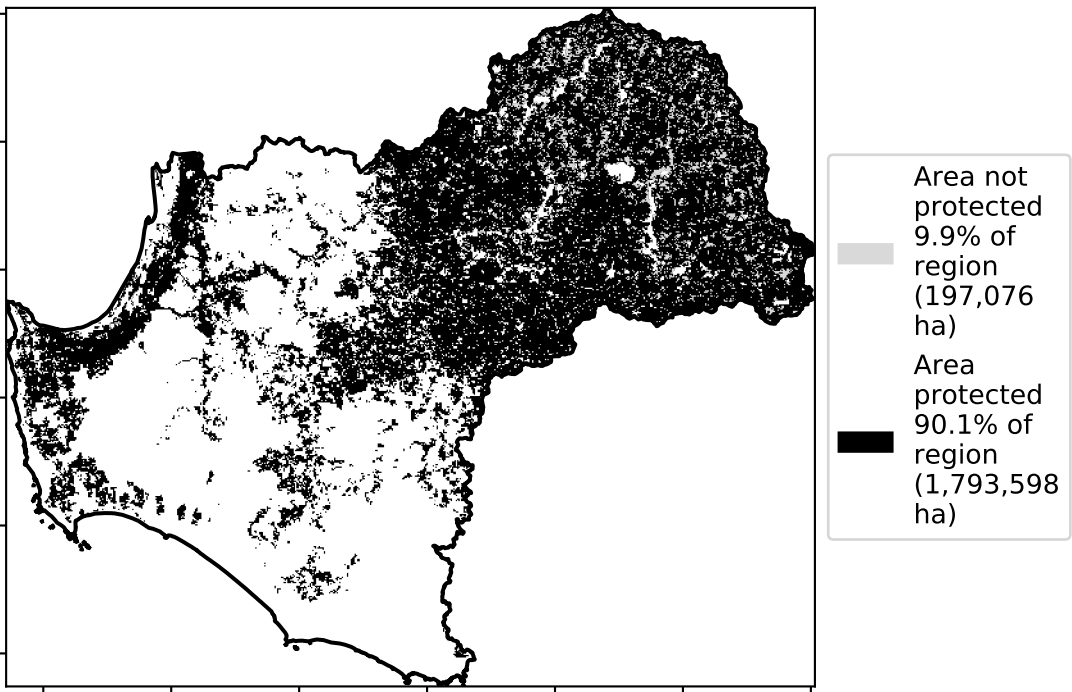 Area not
protected
9.9% of
region
(197,076
ha)
Area
protected
90.1% of
region
(1,793,598
ha)